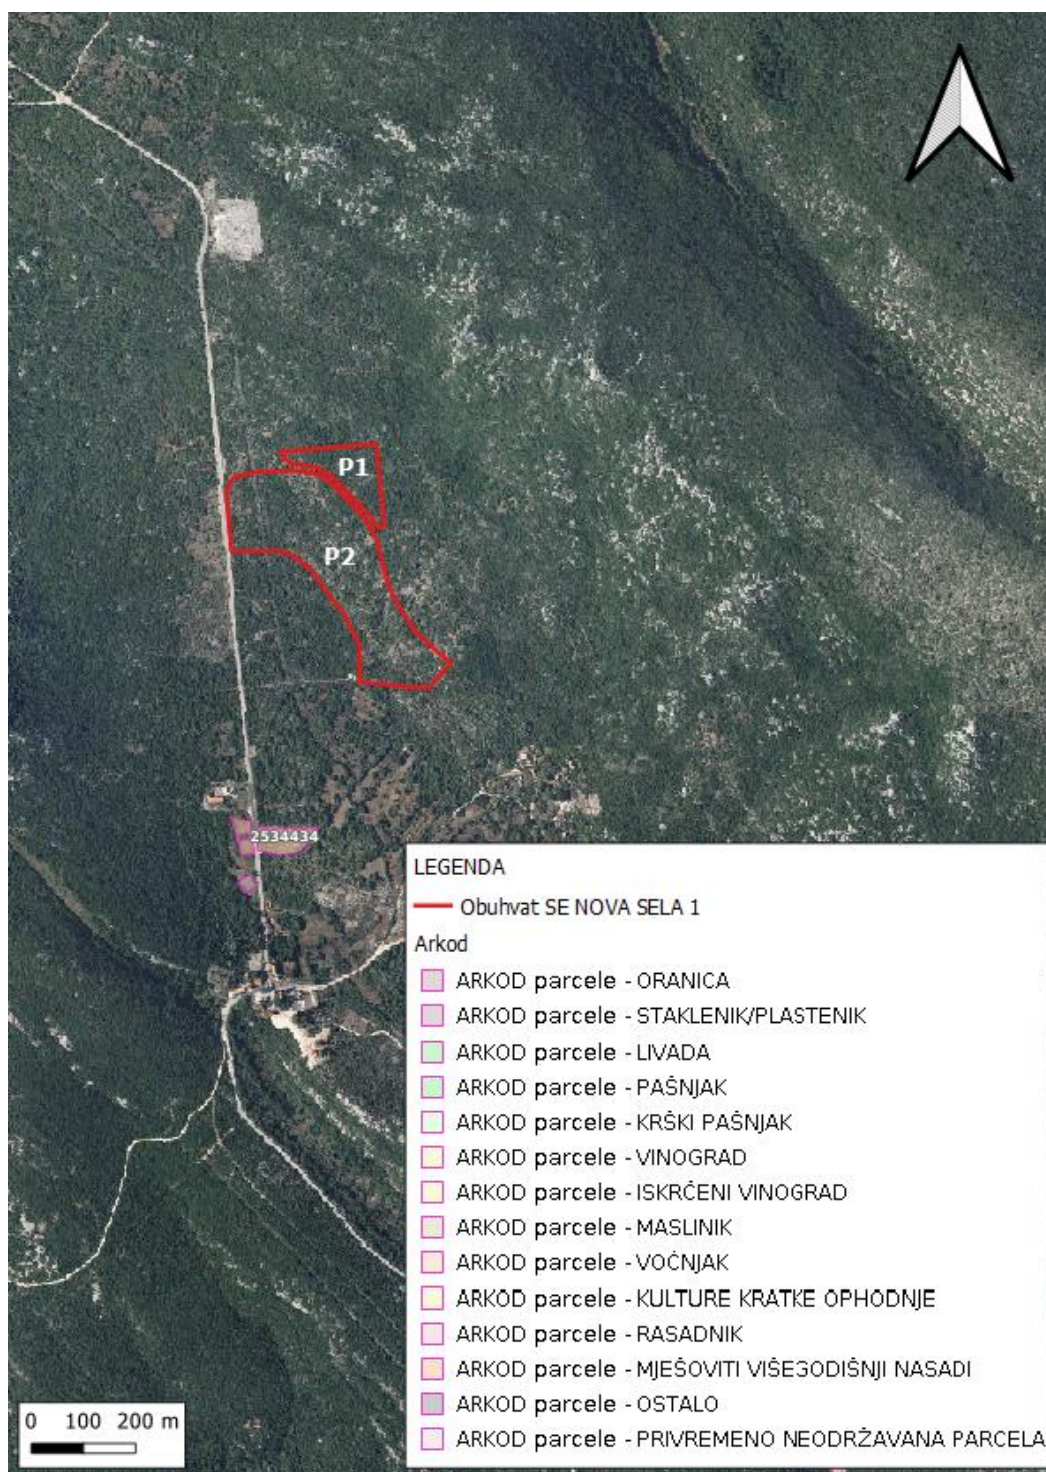 P1
P2
2534434
LEGENDA
Obuhvat SE NOVA SELA 1
Arkod
ARKOD parcele - ORANICA
ARKOD parcele - STAKLENIK/PLASTENIK
ARKOD parcele - LIVADA
ARKOD parcele - PAŠNJAK
ARKOD parcele - KRŠKI PAŠNJAK
ARKOD parcele - VINOGRAD
ARKOD parcele - ISKRČENI VINOGRAD
ARKOD parcele - MASLINIK
ARKOD parcele - VOĆNJAK
ARKOD parcele - KULTURE KRATKE OPHODNJE
ARKOD parcele - RASADNIK
ARKOD parcele - MJEŠOVITI VIŠEGODIŠNJI NASADI
ARKOD parcele - OSTALO
ARKOD parcele - PRIVREMENO NEODRŽAVANA PARCELA
0 100 200 m